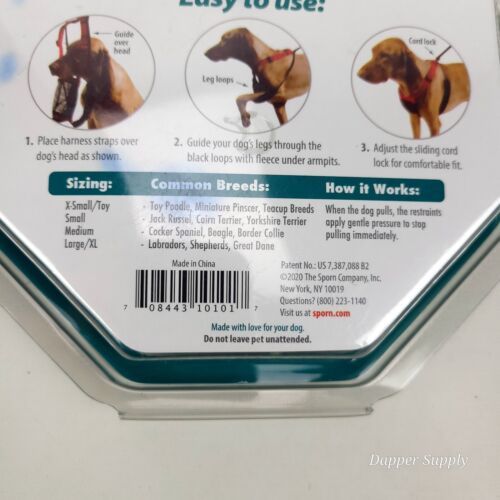 Easy to use:
Guide
over
head
Leg loops
Cord lock
1. Place harness straps over
dog's head as shown.
2. Guide your dog's legs through the
black loops with fleece under armpits.
3. Adjust the sliding cord
lock for comfortable fit.
Sizing: Common Breeds:
X-Small/Toy - Toy Poodle, Miniature Pinscer, Teacup Breeds
Small - Jack Russel, Cairn Terrier, Yorkshire Terrier
Medium - Cocker Spaniel, Beagle, Border Collie
Large/XL - Labradors, Shepherds, Great Dane
How it Works:
When the dog pulls, the restraints
apply gentle pressure to stop
pulling immediately.
Made in China
7 08443 10101 7
Patent No.: US 7,387,088 B2
©2020 The Sporn Company, Inc.
New York, NY 10019
Questions? (800) 223-1140
Visit us at sporn.com
Made with love for your dog.
Do not leave pet unattended.
Dapper Supply